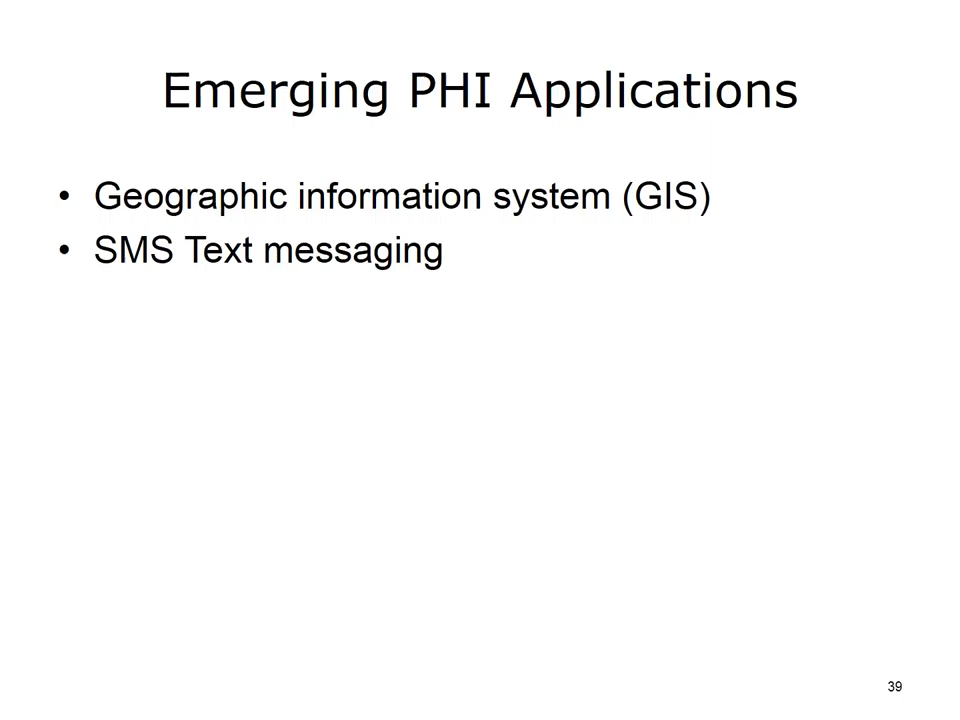 Emerging PHI Applications
• Geographic information system (GIS)
• SMS Text messaging
39